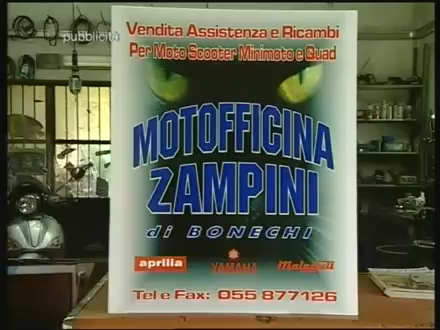 pubblicità
Vendita Assistenza e Ricambi
Per Moto Scooter Minimoto e Quad
MOTOFFICINA
ZAMPINI
di BONECHI
aprilia YAMAHA Malaguti
Tel e Fax: 055 877126